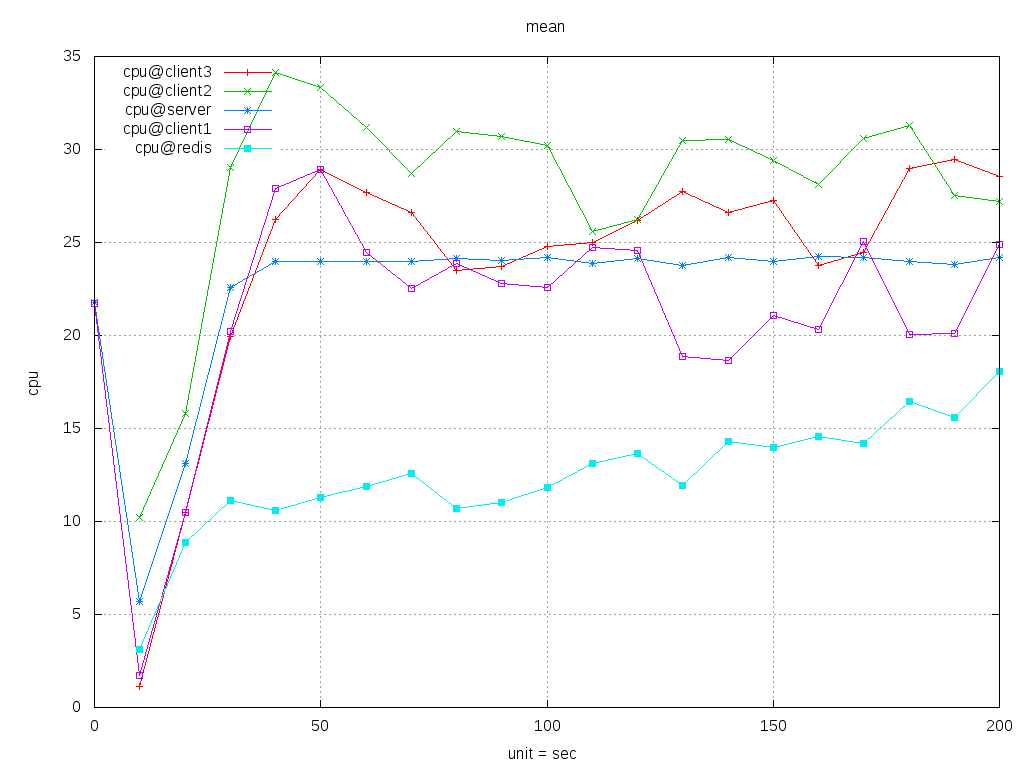 mean
35
30
25
20
15
10
5
0
cpu
cpu@client3
cpu@client2
cpu@server
cpu@client1
cpu@redis
0 50 100 150 200
unit = sec